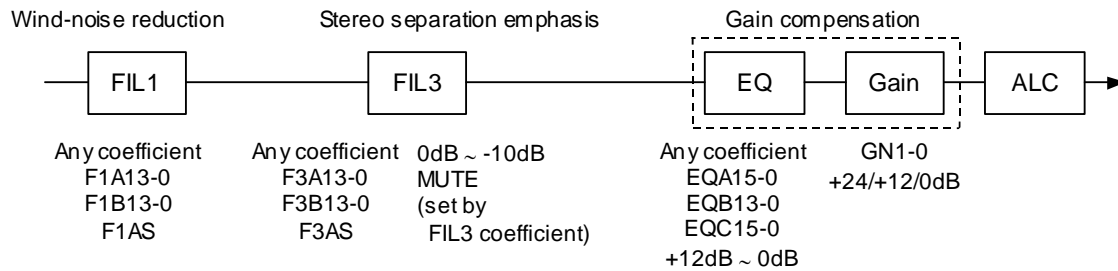 Wind-noise reduction
Stereo separation emphasis
Gain compensation
FIL1
FIL3
EQ
Gain
ALC
Any coefficient
F1A13-0
F1B13-0
F1AS
Any coefficient
F3A13-0
F3B13-0
F3AS
0dB ~ -10dB
MUTE
(set by
FIL3 coefficient)
Any coefficient
EQA15-0
EQB13-0
EQC15-0
+12dB ~ 0dB
GN1-0
+24/+12/0dB